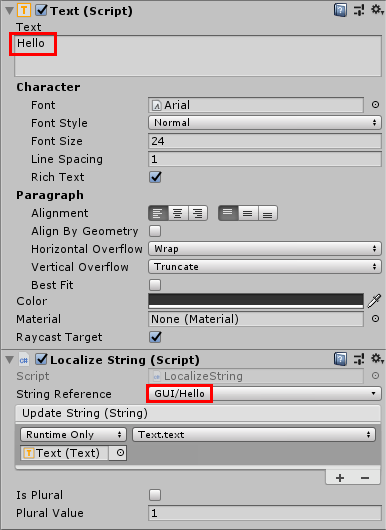 Text (Script)
Text
Hello
Character
Font Arial
Font Style Normal
Font Size 24
Line Spacing 1
Rich Text
Paragraph
Alignment
Align By Geometry
Horizontal Overflow Wrap
Vertical Overflow Truncate
Best Fit
Color
Material None (Material)
Raycast Target
Localize String (Script)
Script LocalizeString
String Reference GUI/Hello
Update String (String)
Runtime Only Text.text
Text (Text)
Is Plural
Plural Value 1